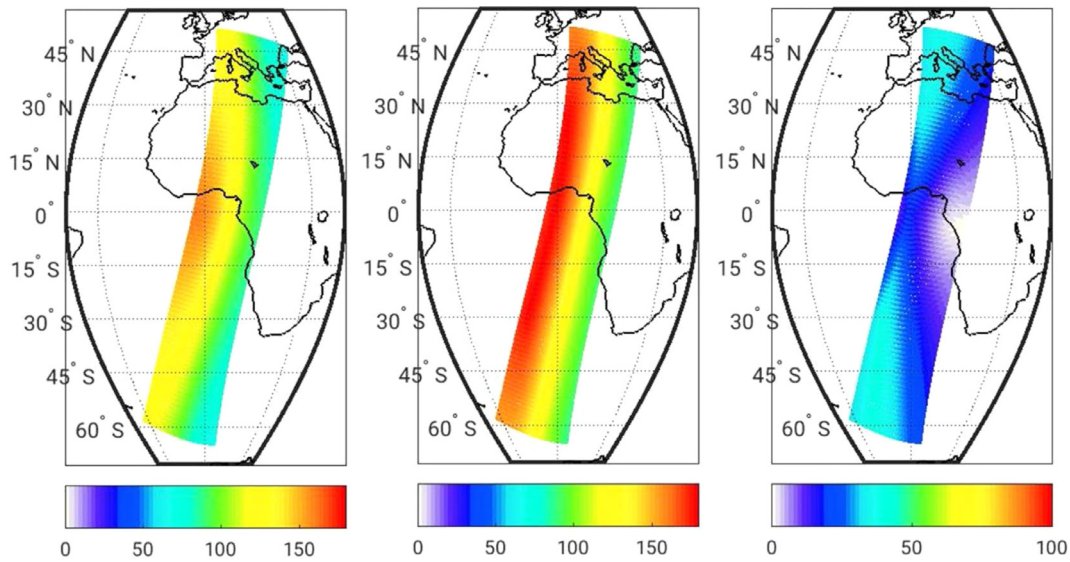 45° N 45° N 45° N
30° N 30° N 30° N
15° N 15° N 15° N
0° 0° 0°
15° S 15° S 15° S
30° S 30° S 30° S
45° S 45° S 45° S
60° S 60° S 60° S
0 50 100 150 0 50 100 150 0 50 100